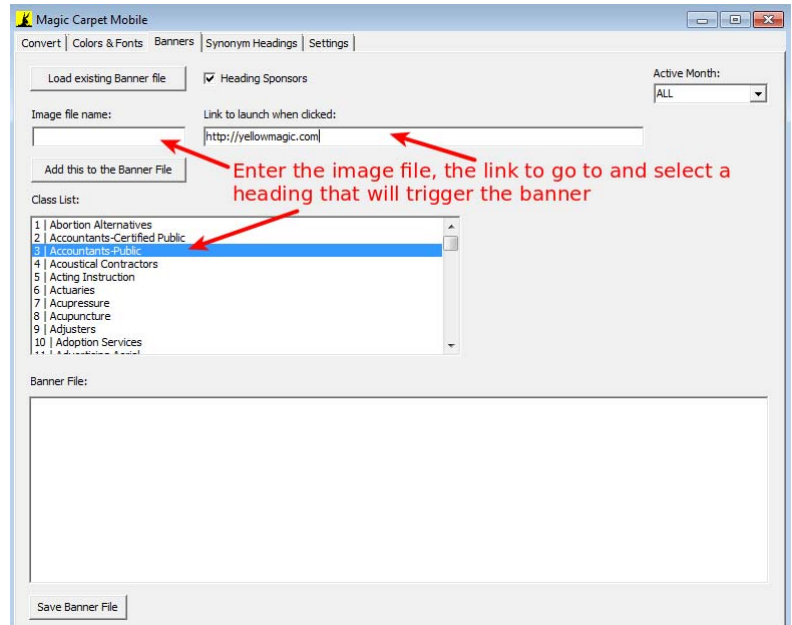 Magic Carpet Mobile
Convert Colors & Fonts Banners Synonym Headings Settings
Load existing Banner file Heading Sponsors Active Month:
ALL
Image file name: Link to launch when clicked:
http://yellowmagic.com
Add this to the Banner File
Enter the image file, the link to go to and select a
heading that will trigger the banner
Class List:
1 | Abortion Alternatives
2 | Accountants-Certified Public
3 | Accountants-Public
4 | Acoustical Contractors
5 | Acting Instruction
6 | Actuaries
7 | Acupressure
8 | Acupuncture
9 | Adjusters
10 | Adoption Services
Banner File:
Save Banner File